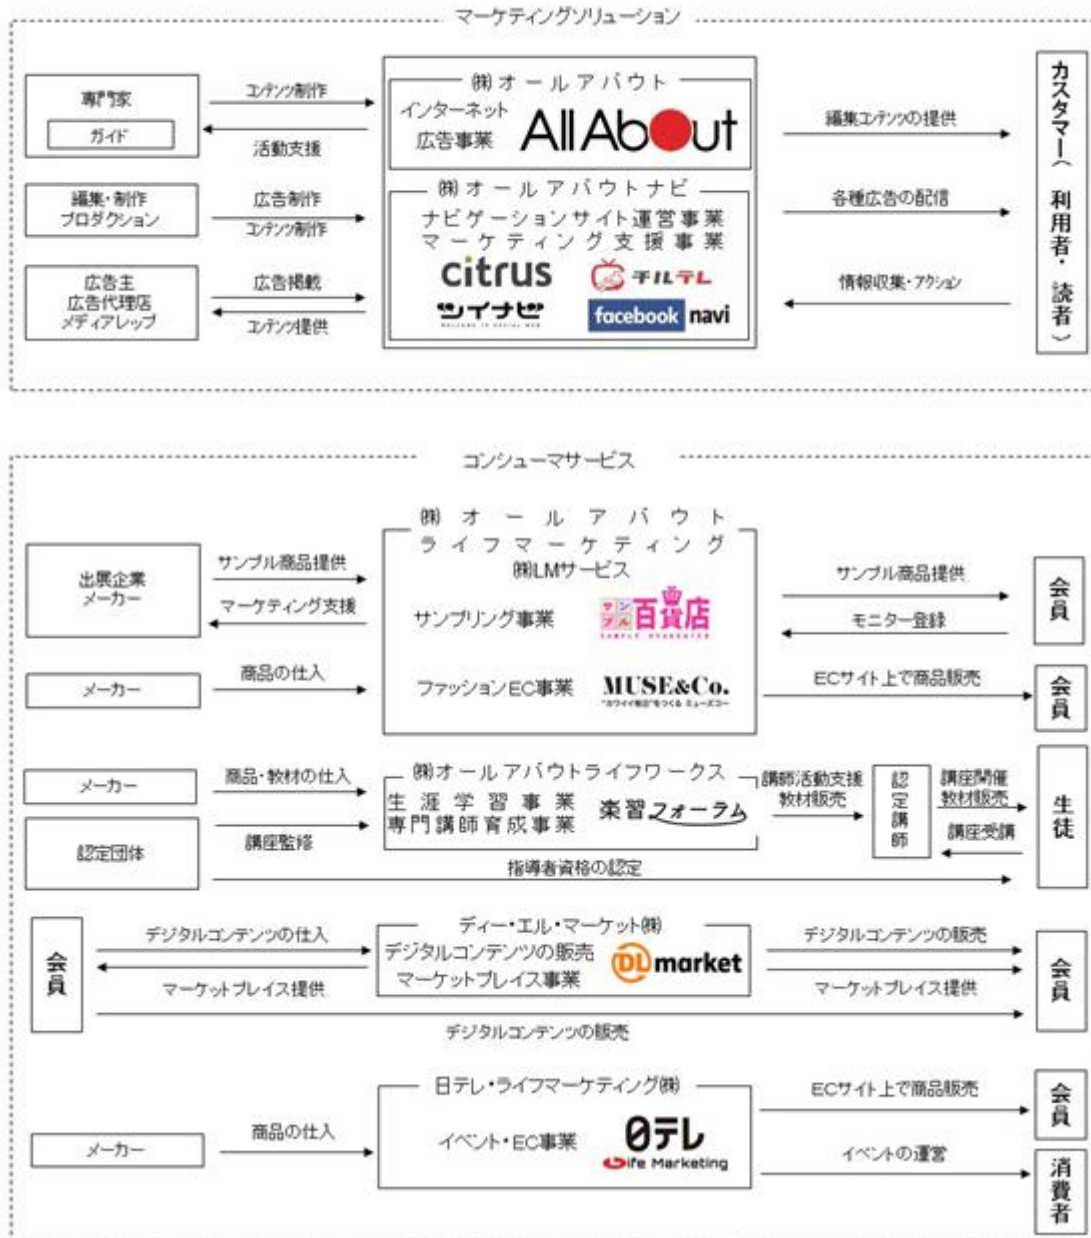 マーケティングソリューション
専門家
ガイド
コンテンツ制作
活動支援
編集・制作
プロダクション
広告制作
コンテンツ制作
広告主
広告代理店
メディアレップ
広告掲載
コンテンツ提供
㈱オールアバウト
インターネット
広告事業
AllAbout
㈱オールアバウトナビ
ナビゲーションサイト運営事業
マーケティング支援事業
citrus
チルテレ
ツイナビ
WELCOME TO SOCIAL WEB
facebook navi
編集コンテンツの提供
各種広告の配信
情報収集・アクション
カスタマー（利用者・読者）
コンシューマサービス
出展企業
メーカー
サンプル商品提供
マーケティング支援
メーカー
商品の仕入
㈱オールアバウト
ライフマーケティング
㈱LMサービス
サンプリング事業
サンプル百貨店
ファッションEC事業
MUSE&Co.
"カワイイ毎日"をつくる ミューズコー
サンプル商品提供
モニター登録
会員
ECサイト上で商品販売
会員
メーカー
商品・教材の仕入
認定団体
講座監修
㈱オールアバウトライフワークス
生涯学習事業
専門講師育成事業
楽習フォーラム
講師活動支援
教材販売
認定講師
講座開催
教材販売
講座受講
生徒
指導者資格の認定
会員
デジタルコンテンツの仕入
マーケットプレイス提供
ディー・エル・マーケット㈱
デジタルコンテンツの販売
マーケットプレイス事業
DLmarket
デジタルコンテンツの販売
マーケットプレイス提供
会員
デジタルコンテンツの販売
メーカー
商品の仕入
日テレ・ライフマーケティング㈱
イベント・EC事業
日テレ
Life Marketing
ECサイト上で商品販売
会員
イベントの運営
消費者